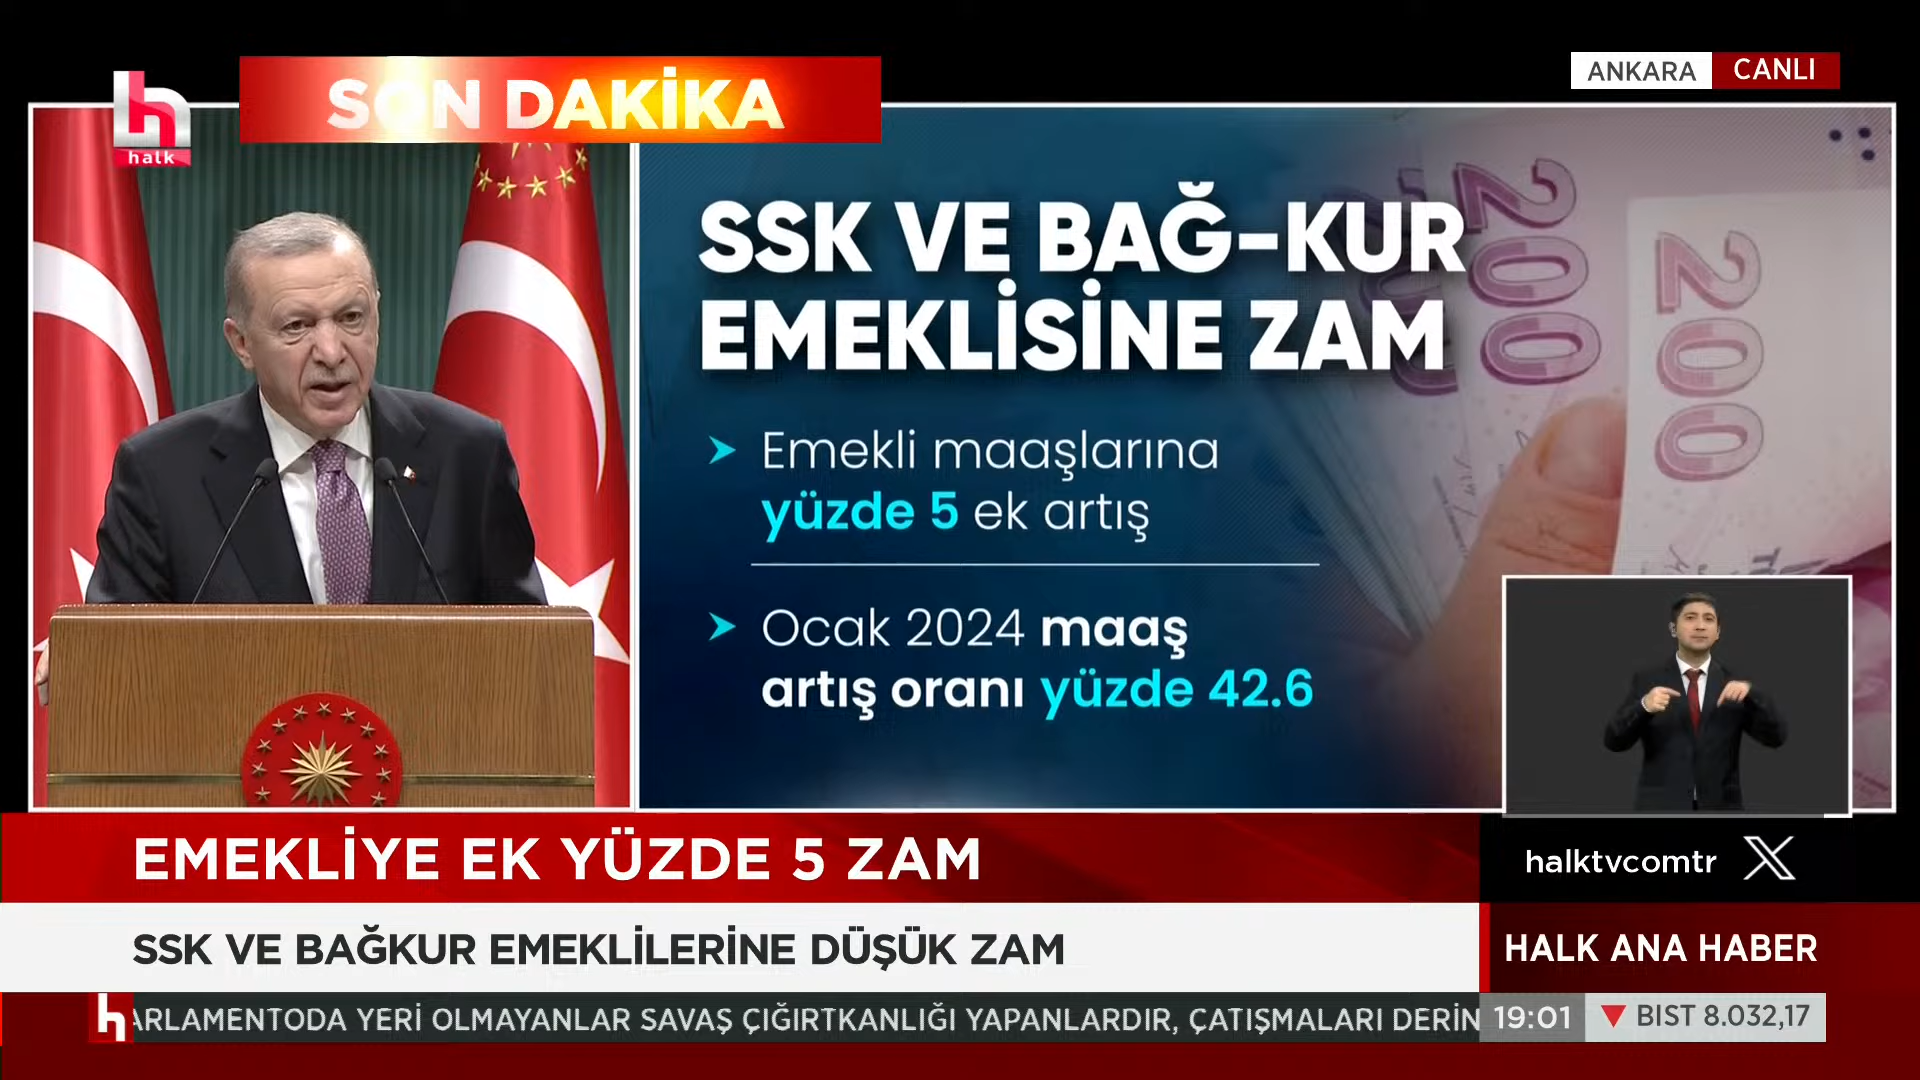 SON DAKİKA
ANKARA CANLI
halk
SSK VE BAĞ-KUR
EMEKLİSİNE ZAM
Emekli maaşlarına
yüzde 5 ek artış
Ocak 2024 maaş
artış oranı yüzde 42.6
200
200
EMEKLİYE EK YÜZDE 5 ZAM
halktvcomtr X
SSK VE BAĞKUR EMEKLİLERİNE DÜŞÜK ZAM
HALK ANA HABER
ARLAMENTODA YERİ OLMAYANLAR SAVAŞ ÇIĞIRTKANLIĞI YAPANLARDIR, ÇATIŞMALARI DERİN
19:01 BIST 8.032,17